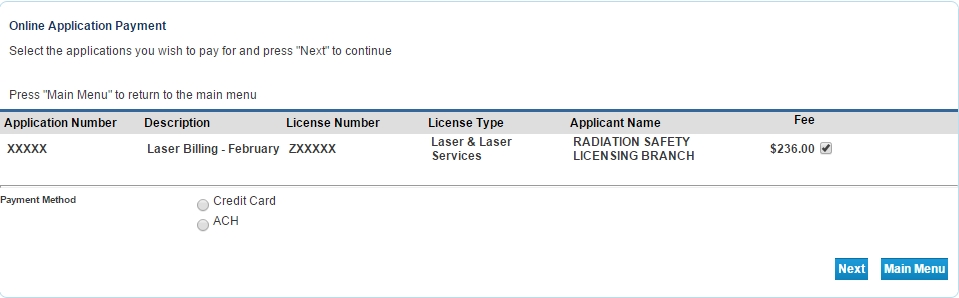 Online Application Payment
Select the applications you wish to pay for and press "Next" to continue
Press "Main Menu" to return to the main menu
Application Number Description License Number License Type Applicant Name Fee
XXXXX Laser Billing - February ZXXXXX Laser & Laser Services RADIATION SAFETY LICENSING BRANCH $236.00
Payment Method
Credit Card
ACH
Next Main Menu